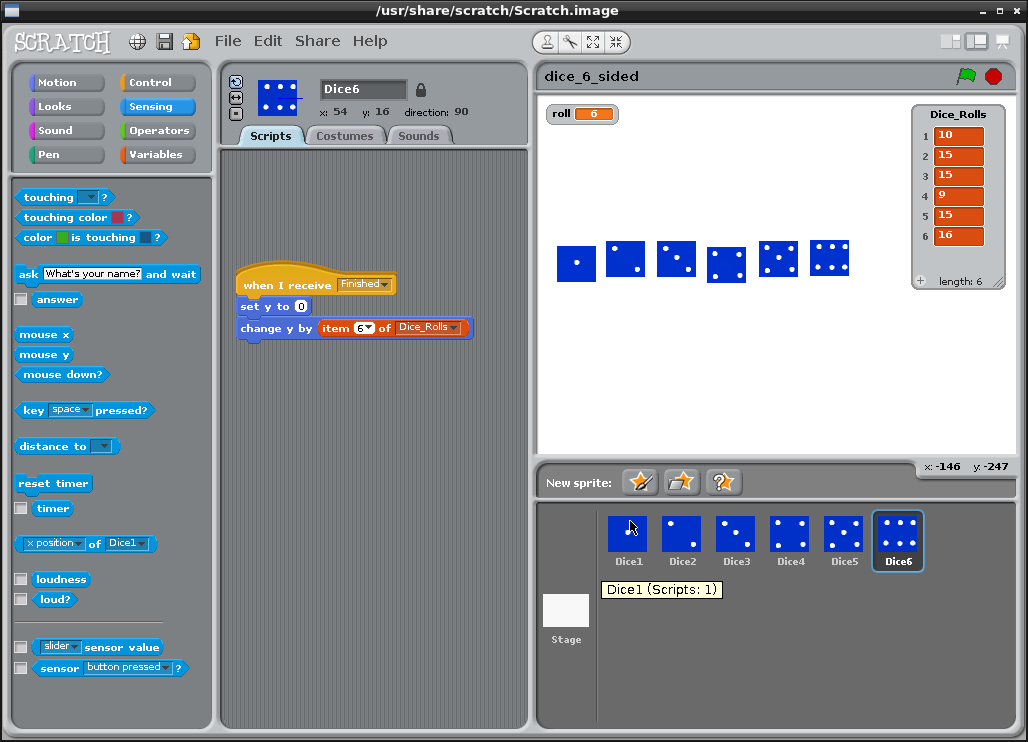 /usr/share/scratch/Scratch.image
SCRATCH File Edit Share Help
Motion Control
Looks Sensing
Sound Operators
Pen Variables
touching ?
touching color ?
color is touching ?
ask What's your name? and wait
answer
mouse x
mouse y
mouse down?
key space pressed?
distance to
reset timer
timer
x position of Dice1
loudness
loud?
slider sensor value
sensor button pressed ?
Dice6
x: 54 y: 16 direction: 90
Scripts Costumes Sounds
when I receive Finished
set y to 0
change y by item 6 of Dice_Rolls
dice_6_sided
roll 6
Dice_Rolls
1 10
2 15
3 15
4 9
5 15
6 16
+ length: 6
x: -146 y: -247
New sprite:
Dice1 Dice2 Dice3 Dice4 Dice5 Dice6
Dice1 (Scripts: 1)
Stage